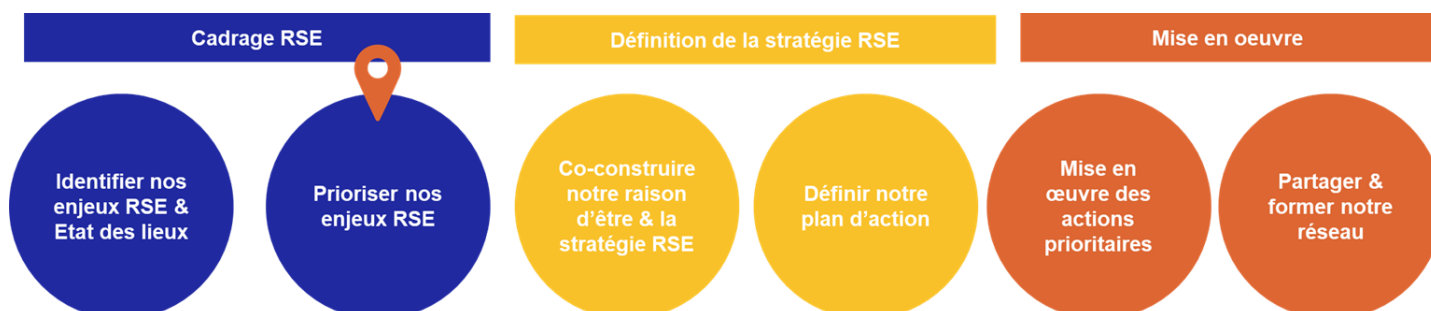 Cadrage RSE
Définition de la stratégie RSE
Mise en oeuvre
Identifier nos
enjeux RSE &
Etat des lieux
Prioriser nos
enjeux RSE
Co-construire
notre raison
d’être & la
stratégie RSE
Définir notre
plan d’action
Mise en
œuvre des
actions
prioritaires
Partager &
former notre
réseau